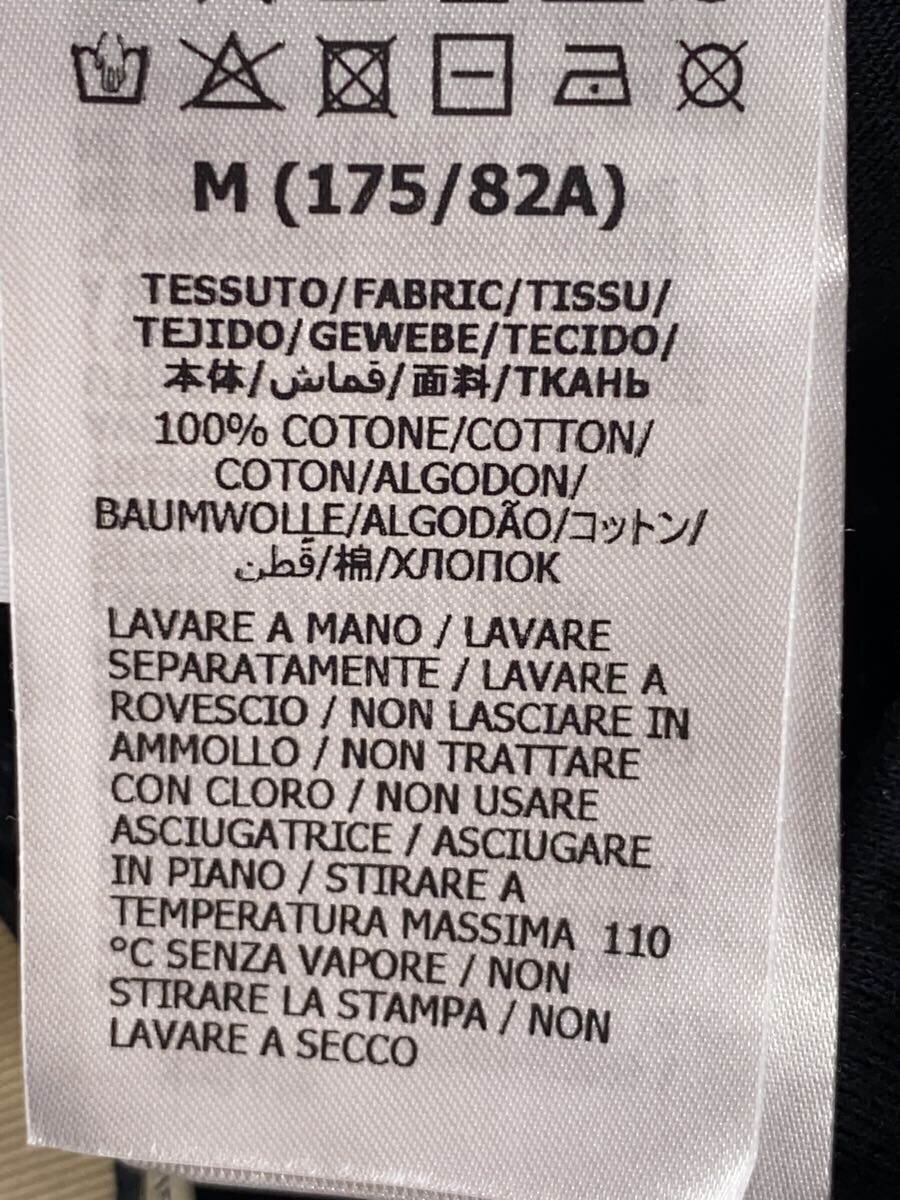 M (175/82A)
TESSUTO/FABRIC/TISSU/
TEJIDO/GEWEBE/TECIDO/
本体/قماش/面料/ТКАНЬ
100% COTONE/COTTON/
COTON/ALGODON/
BAUMWOLLE/ALGODÃO/コットン/
قُطن/棉/ХЛОПОК
LAVARE A MANO / LAVARE
SEPARATAMENTE / LAVARE A
ROVESCIO / NON LASCIARE IN
AMMOLLO / NON TRATTARE
CON CLORO / NON USARE
ASCIUGATRICE / ASCIUGARE
IN PIANO / STIRARE A
TEMPERATURA MASSIMA 110
°C SENZA VAPORE / NON
STIRARE LA STAMPA / NON
LAVARE A SECCO